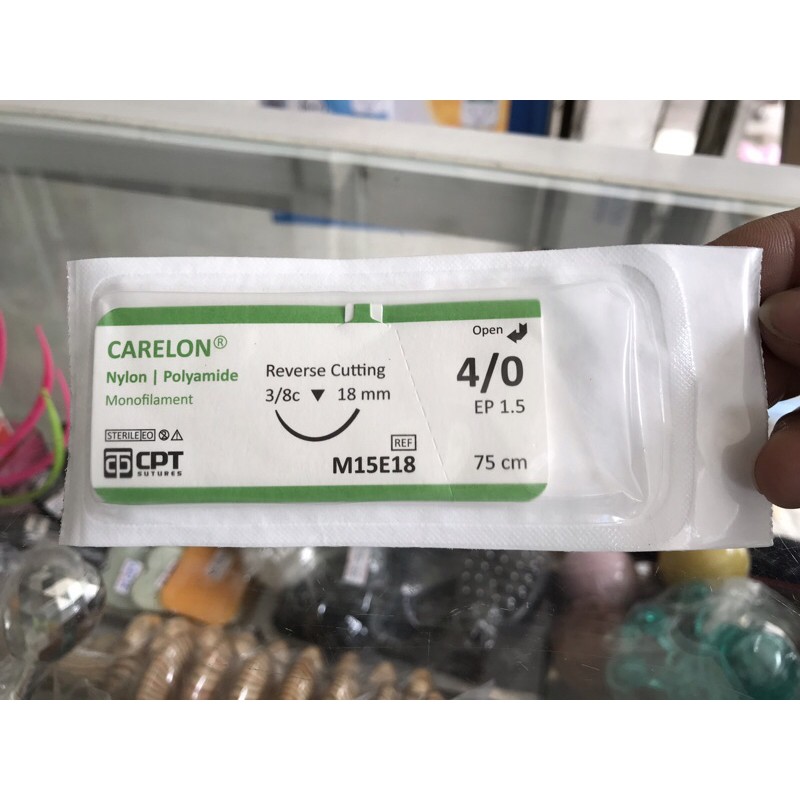 CARELON®
Nylon | Polyamide
Monofilament
STERILE EO
CPT
SUTURES
Reverse Cutting
3/8c ▼ 18 mm
REF
M15E18
Open
4/0
EP 1.5
75 cm